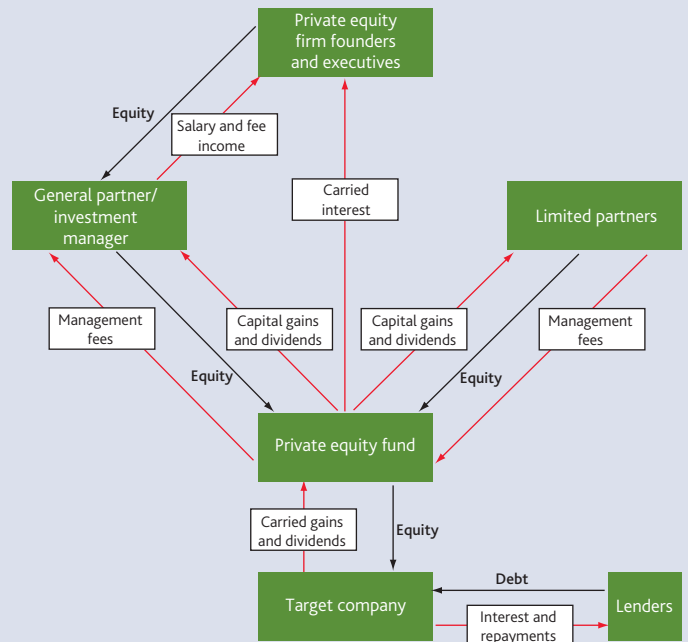 Private equity
firm founders
and executives
Equity
Salary and fee
income
General partner/
investment
manager
Carried
interest
Limited partners
Management
fees
Capital gains
and dividends
Capital gains
and dividends
Management
fees
Equity
Equity
Private equity fund
Carried gains
and dividends
Equity
Debt
Target company
Interest and
repayments
Lenders